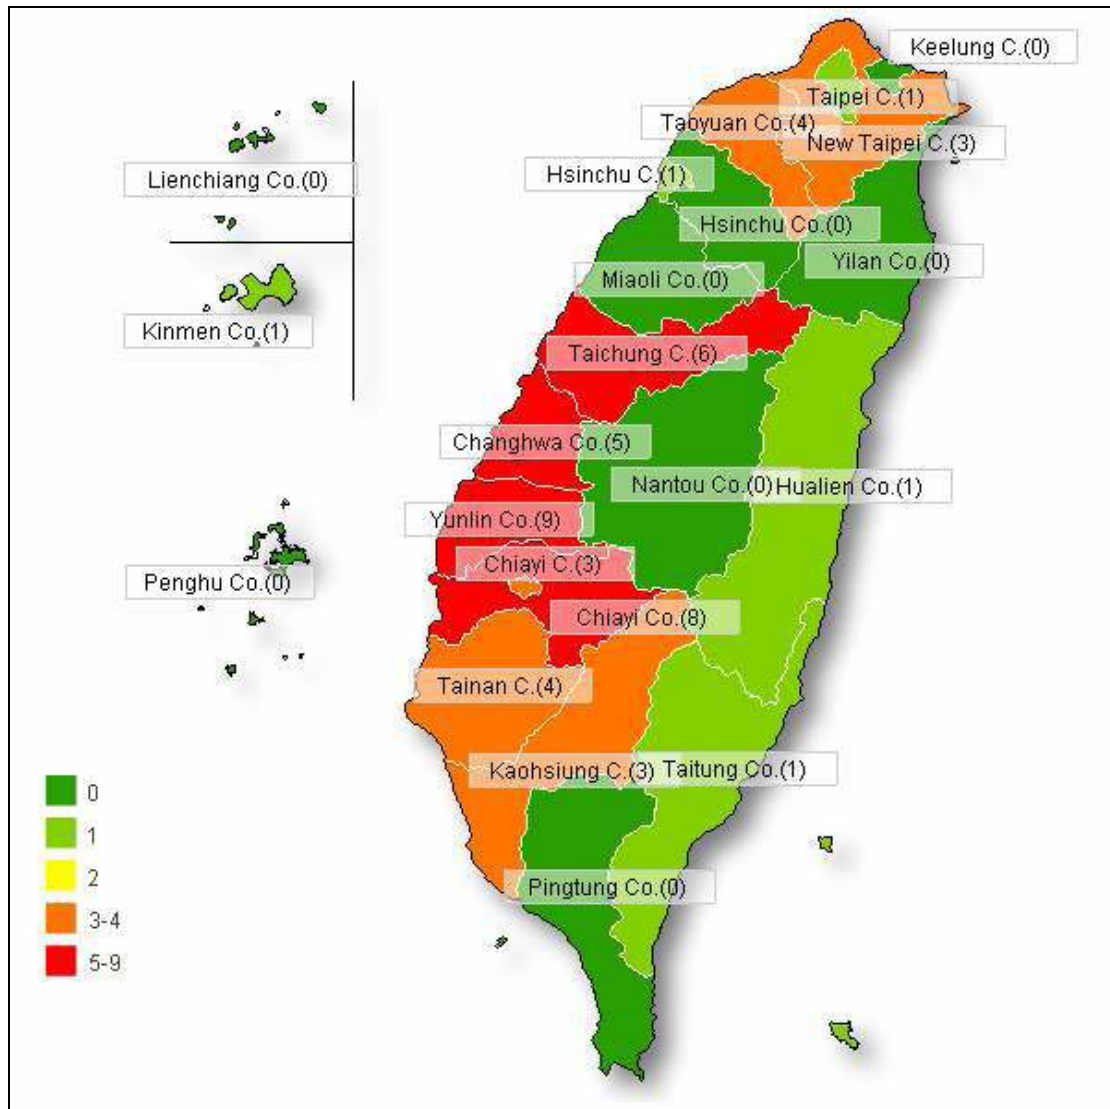 Keelung C.(0)
Taipei C.(1)
Taoyuan Co.(4)
New Taipei C.(3)
Hsinchu C.(1)
Lienchiang Co.(0)
Hsinchu Co.(0)
Yilan Co.(0)
Miaoli Co.(0)
Kinmen Co.(1)
Taichung C.(6)
Changhwa Co.(5)
Nantou Co.(0)
Hualien Co.(1)
Yunlin Co.(9)
Chiayi C.(3)
Penghu Co.(0)
Chiayi Co.(8)
Tainan C.(4)
Kaohsiung C.(3)
Taitung Co.(1)
Pingtung Co.(0)
0
1
2
3-4
5-9